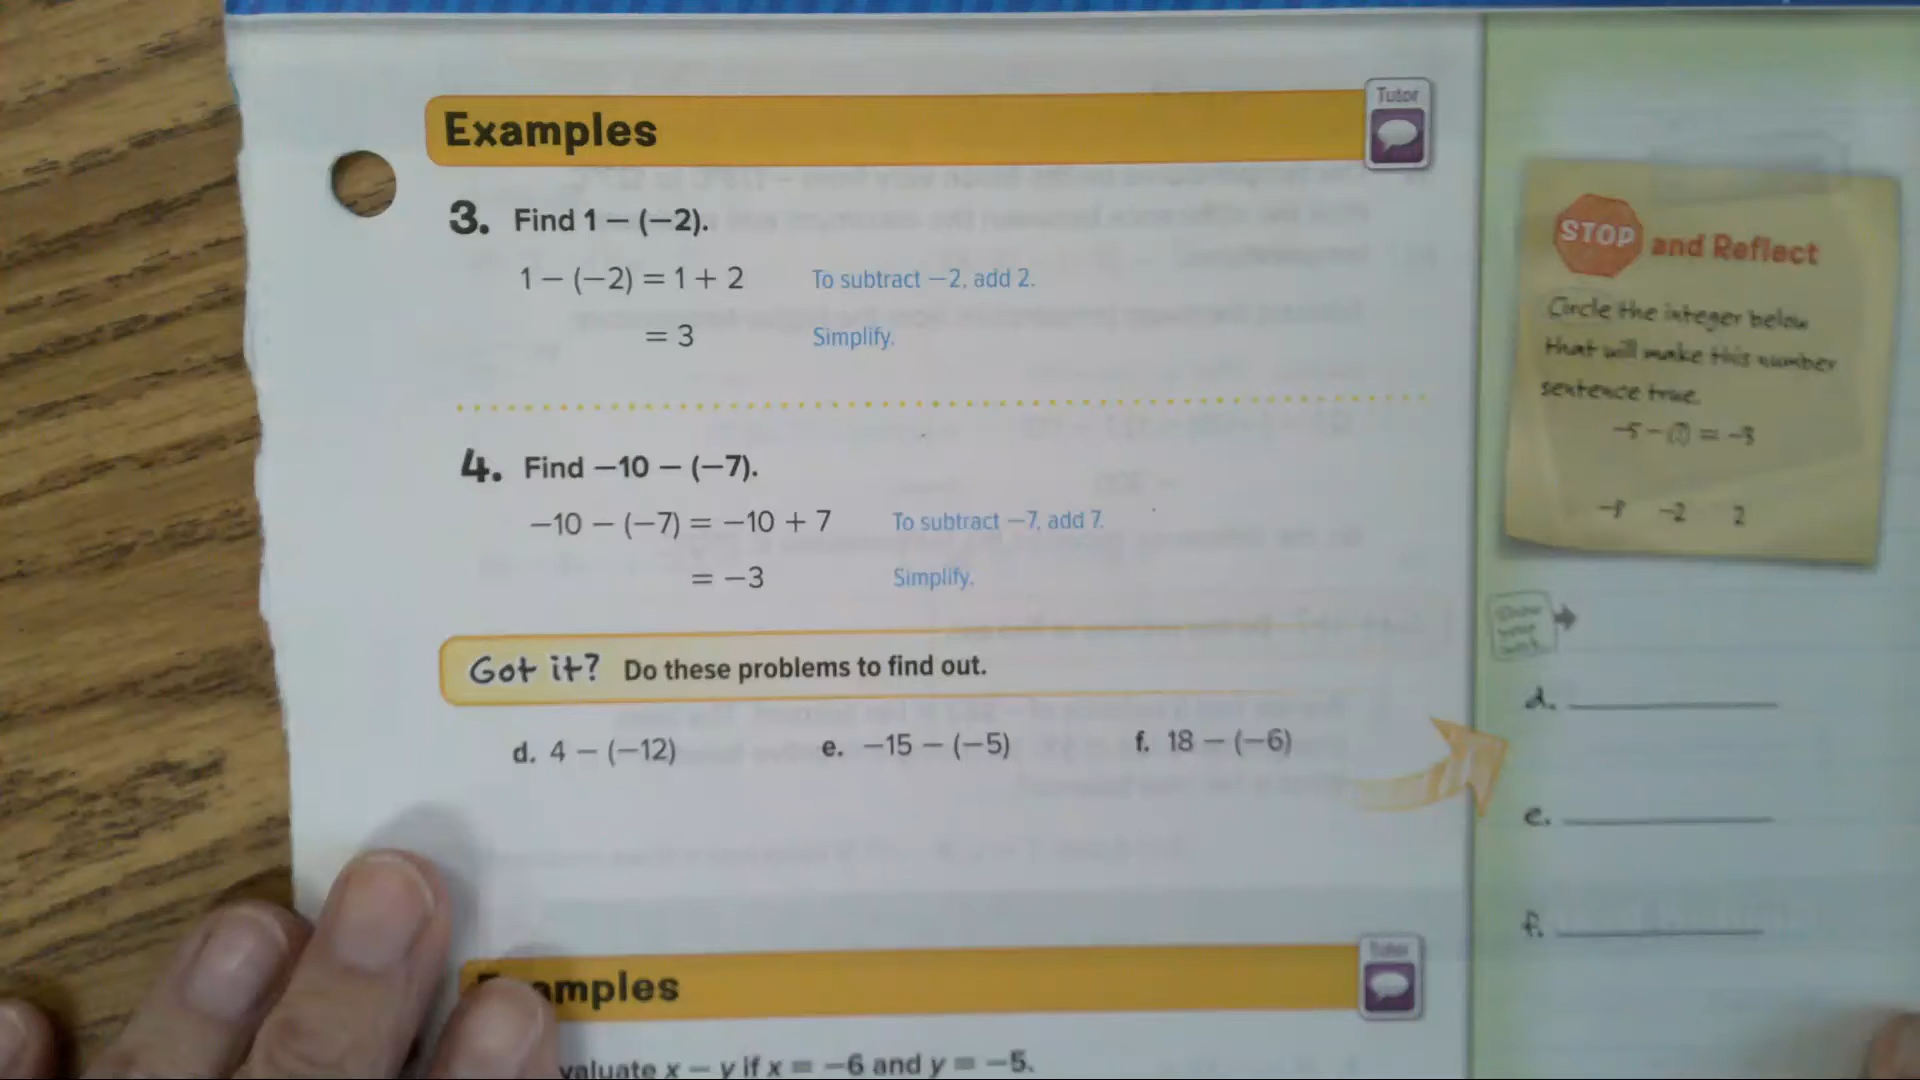 Examples
Tutor
3. Find 1 – (–2).
1 – (–2) = 1 + 2 To subtract –2, add 2.
= 3 Simplify.
4. Find –10 – (–7).
–10 – (–7) = –10 + 7 To subtract –7, add 7.
= –3 Simplify.
Got it? Do these problems to find out.
d. 4 – (–12) e. –15 – (–5) f. 18 – (–6)
Examples
Tutor
valuate x – y if x = –6 and y = –5.
STOP and Reflect
Circle the integer below
that will make this number
sentence true.
–5 – = –3
–2 2
d.
e.
f.